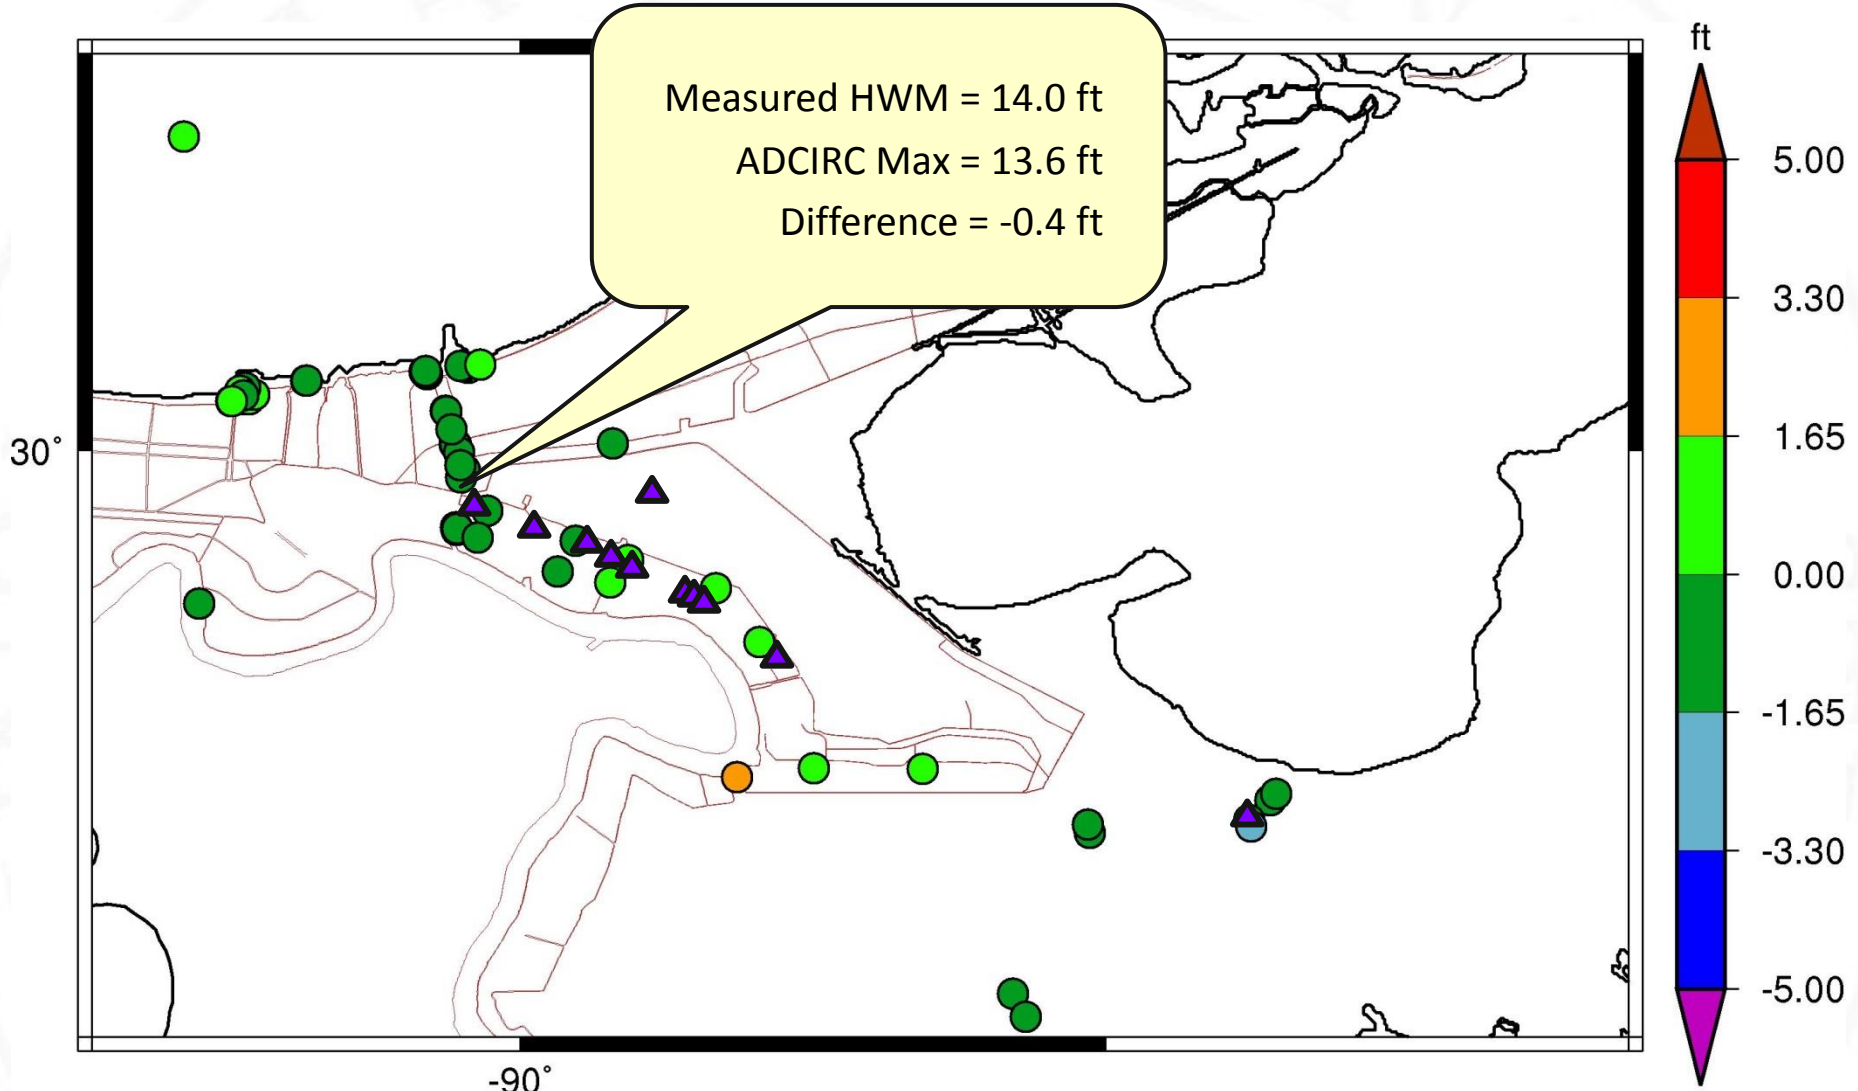 Measured HWM = 14.0 ft
ADCIRC Max = 13.6 ft
Difference = -0.4 ft
ft
5.00
3.30
1.65
0.00
-1.65
-3.30
-5.00
30°
-90°